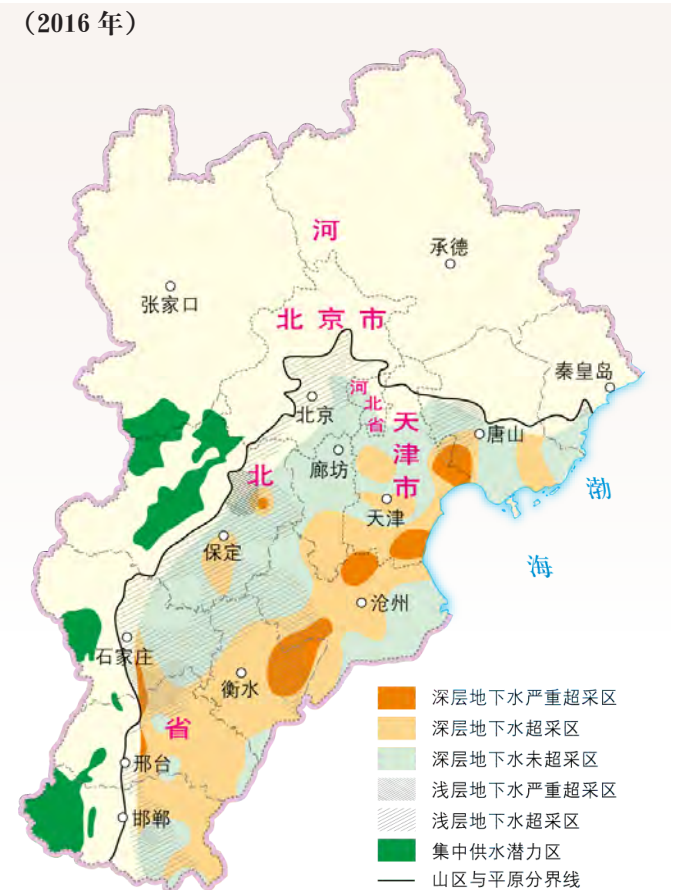 （2016 年）
河
承德
张家口
北京市
秦皇岛
河北省
北京
天津市
唐山
廊坊
北
渤海
天津
保定
沧州
石家庄
衡水
省
邢台
邯郸
深层地下水严重超采区
深层地下水超采区
深层地下水未超采区
浅层地下水严重超采区
浅层地下水超采区
集中供水潜力区
山区与平原分界线